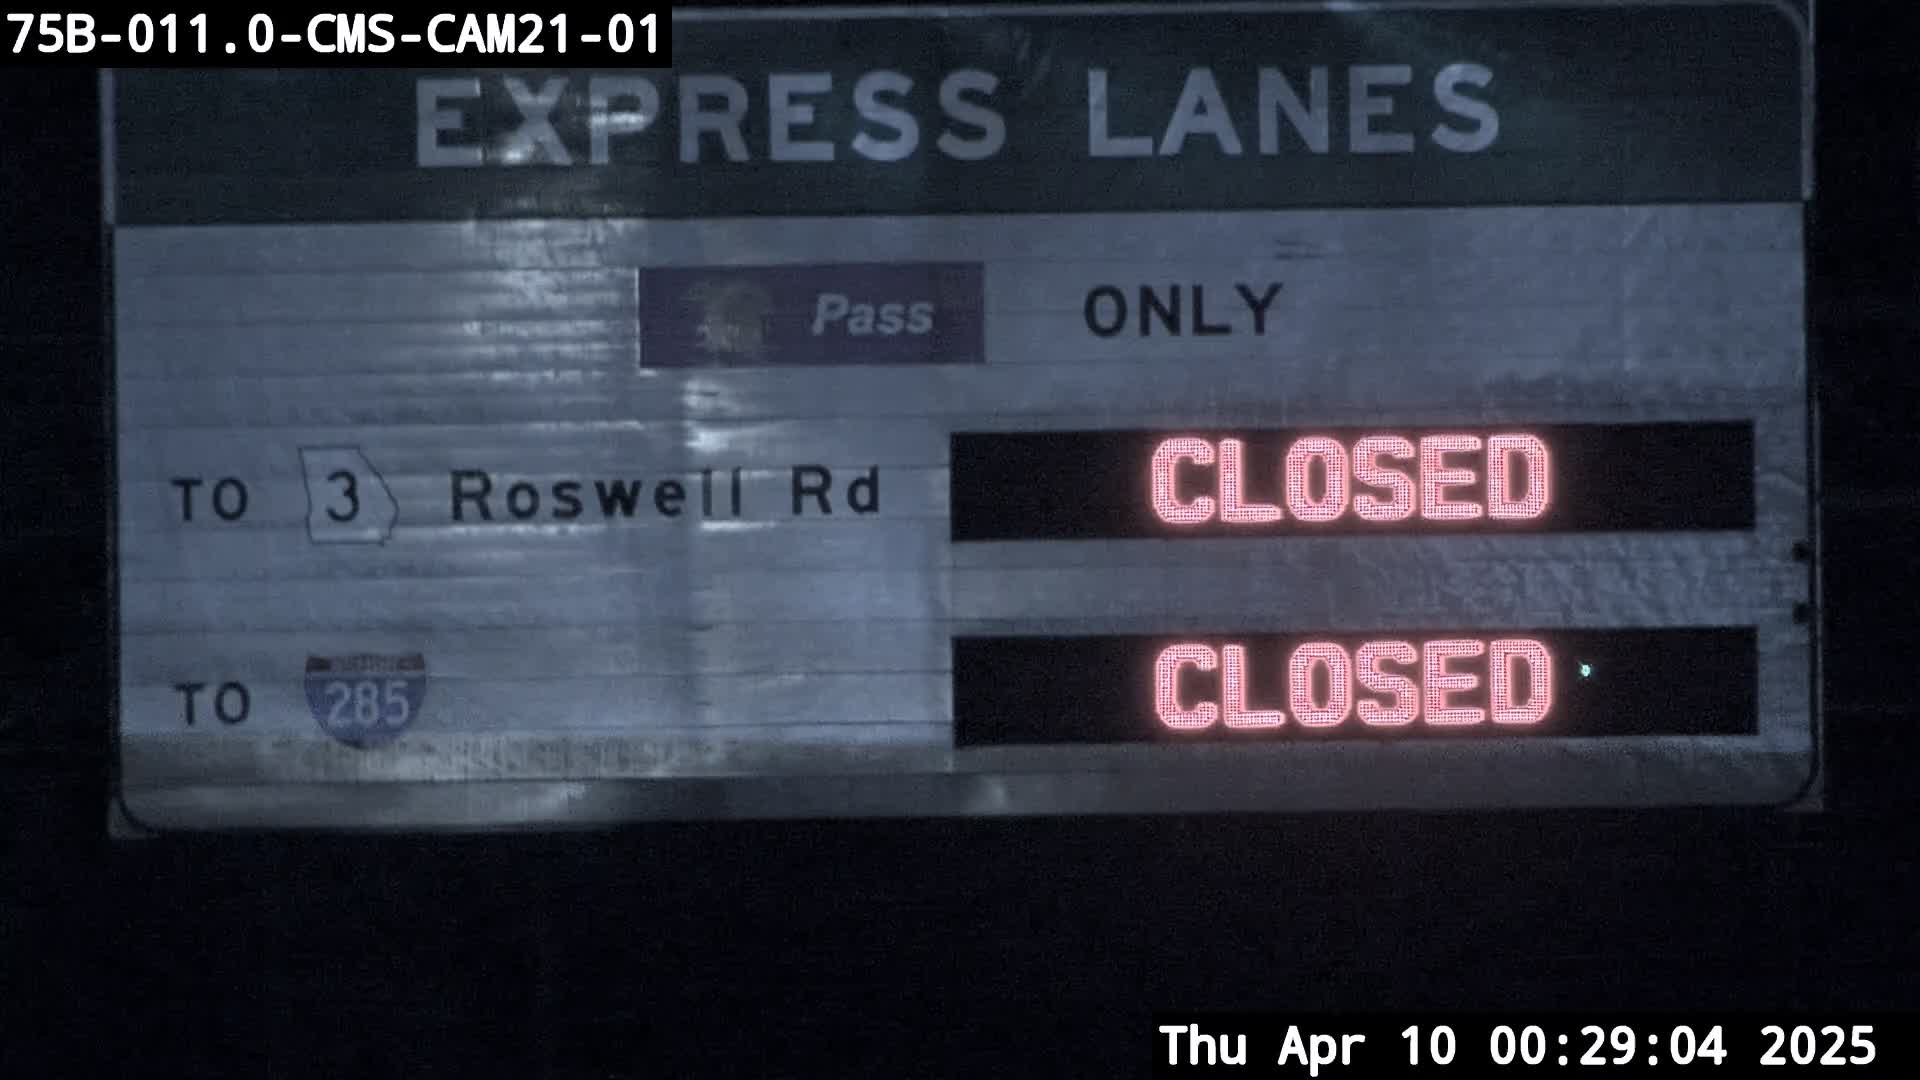 75B-011.0-CMS-CAM21-01
EXPRESS LANES
Pass ONLY
TO 3 Roswell Rd CLOSED
TO 285 CLOSED
Thu Apr 10 00:29:04 2025